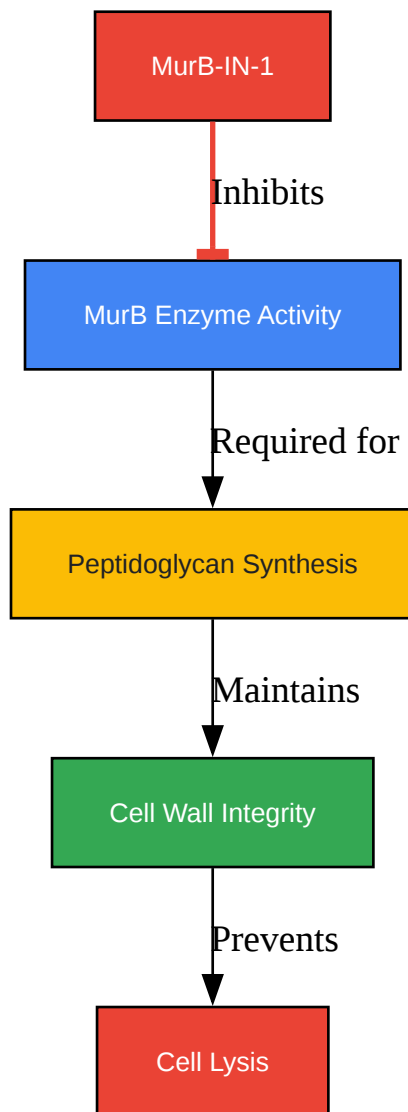 MurB-IN-1
Inhibits
MurB Enzyme Activity
Required for
Peptidoglycan Synthesis
Maintains
Cell Wall Integrity
Prevents
Cell Lysis